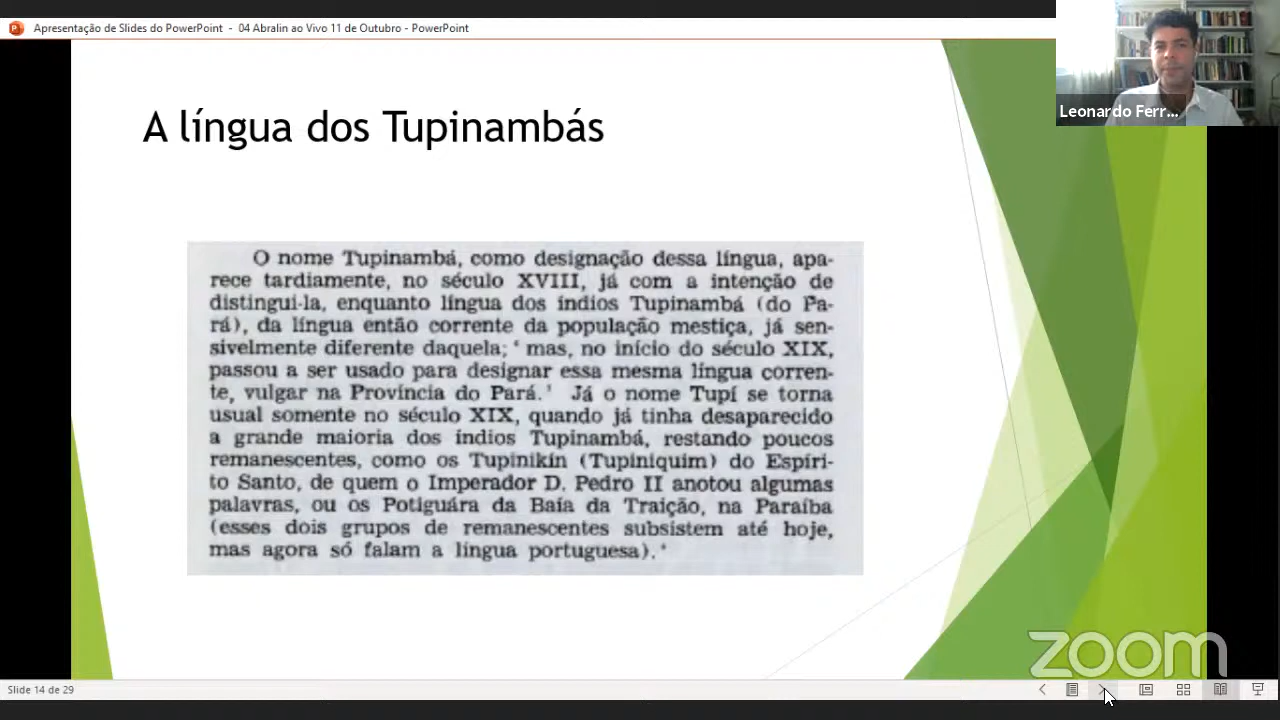 Apresentação de Slides do PowerPoint - 04 Abralin ao Vivo 11 de Outubro - PowerPoint
Leonardo Ferr...
A língua dos Tupinambás
O nome Tupinambá, como designação dessa língua, apa-
rece tardiamente, no século XVIII, já com a intenção de
distingui-la, enquanto língua dos índios Tupinambá (do Pa-
rá), da língua então corrente da população mestiça, já sen-
sivelmente diferente daquela; mas, no início do século XIX,
passou a ser usado para designar essa mesma língua corren-
te, vulgar na Província do Pará. Já o nome Tupí se torna
usual somente no século XIX, quando já tinha desaparecido
a grande maioria dos índios Tupinambá, restando poucos
remanescentes, como os Tupinikín (Tupiniquim) do Espíri-
to Santo, de quem o Imperador D. Pedro II anotou algumas
palavras, ou os Potiguára da Baía da Traição, na Paraíba
(esses dois grupos de remanescentes subsistem até hoje,
mas agora só falam a língua portuguesa).
zoom
Slide 14 de 29